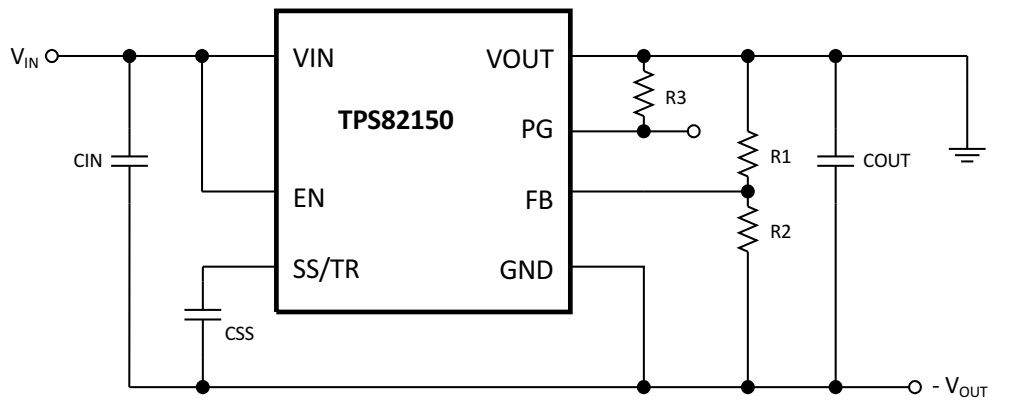 VIN
VIN
VOUT
R3
TPS82150
PG
CIN
R1
COUT
EN
FB
R2
SS/TR
GND
CSS
- VOUT